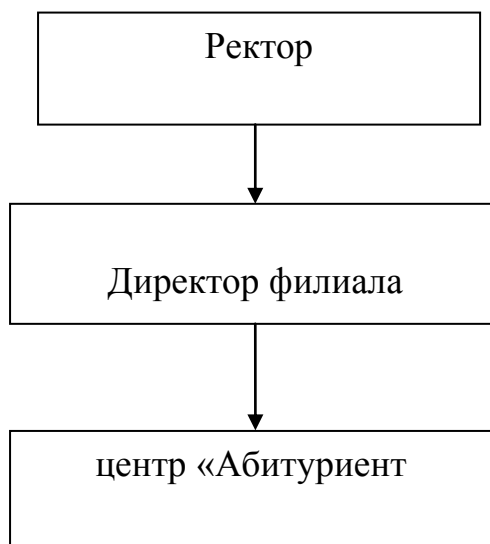 Ректор
Директор филиала
центр «Абитуриент